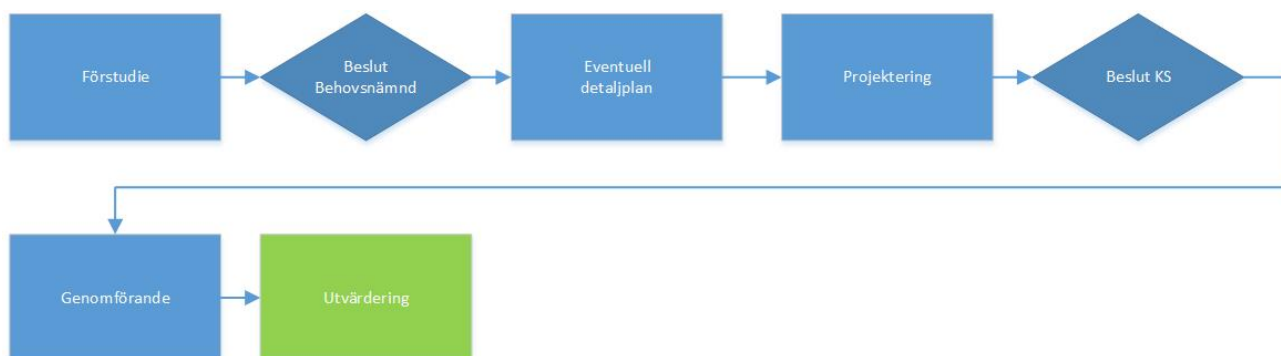 Förstudie
Beslut
Behovsnämnd
Eventuell
detaljplan
Projektering
Beslut KS
Genomförande
Utvärdering